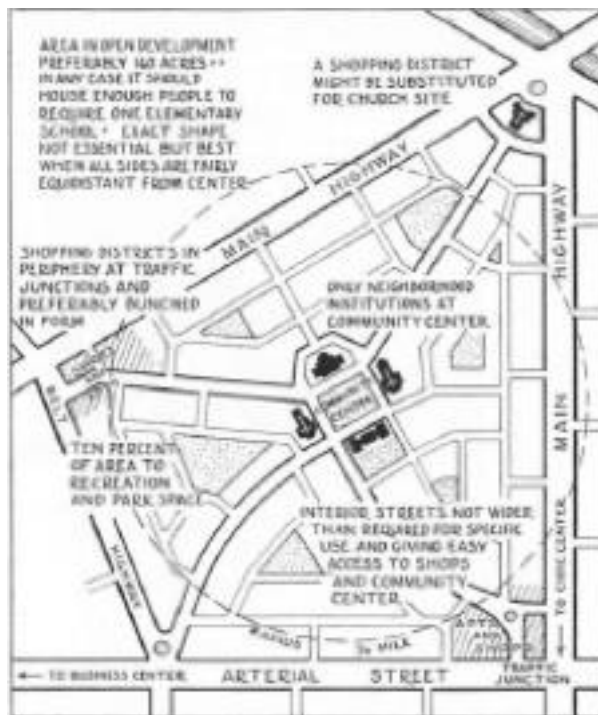 AREA IN OPEN DEVELOPMENT
PREFERABLY 160 ACRES
IN ANY CASE IT SHOULD
HOUSE ENOUGH PEOPLE TO
REQUIRE ONE ELEMENTARY
SCHOOL • EXACT SHAPE
NOT ESSENTIAL BUT BEST
WHEN ALL SIDES ARE FAIRLY
EQUIDISTANT FROM CENTER
A SHOPPING DISTRICT
MIGHT BE SUBSTITUTED
FOR CHURCH SITE
MAIN HIGHWAY
HIGHWAY
MAIN
SHOPPING DISTRICTS IN
PERIPHERY AT TRAFFIC
JUNCTIONS AND
PREFERABLY BUNCHED
IN FORM
ONLY NEIGHBORHOOD
INSTITUTIONS AT
COMMUNITY CENTER
CENTER
BELT
HIGHWAY
TEN PERCENT
OF AREA TO
RECREATION
AND PARK SPACE
INTERIOR STREETS NOT WIDER
THAN REQUIRED FOR SPECIFIC
USE AND GIVING EASY
ACCESS TO SHOPS
AND COMMUNITY
CENTER
TO CIVIC CENTER
RADIUS
MILE
TRAFFIC
JUNCTION
TO BUSINESS CENTER
ARTERIAL STREET